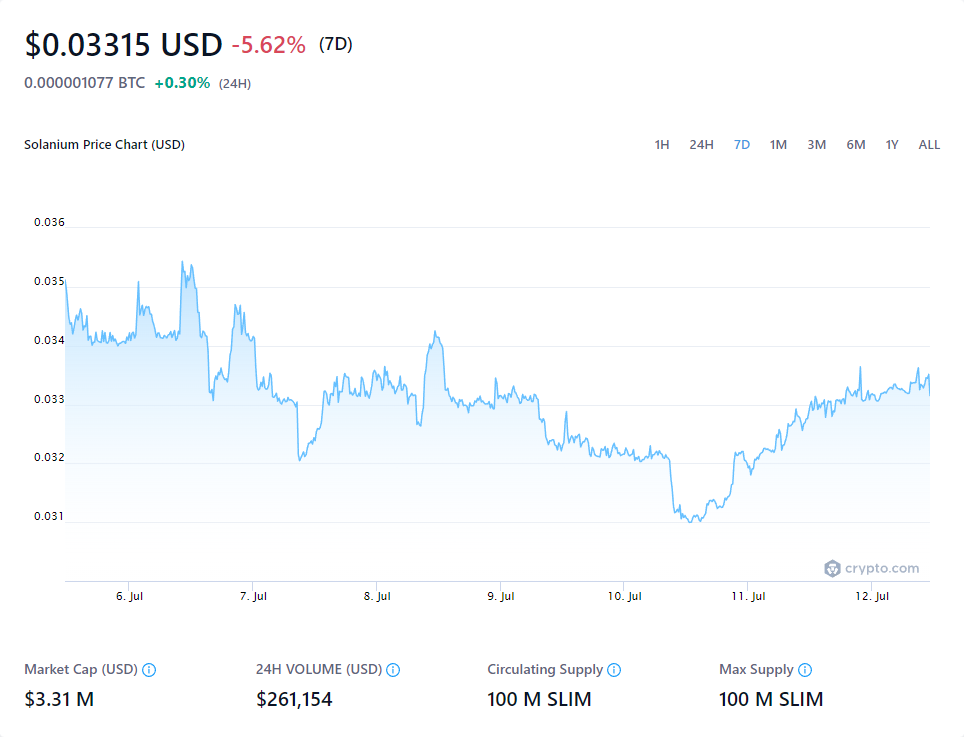 $0.03315 USD -5.62% (7D)
0.000001077 BTC +0.30% (24H)
Solanium Price Chart (USD) 1H 24H 7D 1M 3M 6M 1Y ALL
0.036
0.035
0.034
0.033
0.032
0.031
crypto.com
6. Jul 7. Jul 8. Jul 9. Jul 10. Jul 11. Jul 12. Jul
Market Cap (USD) 24H VOLUME (USD) Circulating Supply Max Supply
$3.31 M $261,154 100 M SLIM 100 M SLIM